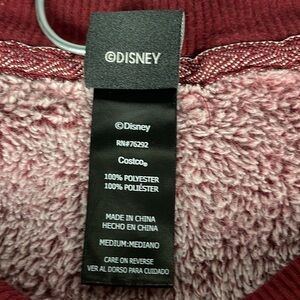 ©DISNEY
©Disney
RN#76292
Costco®
100% POLYESTER
100% POLIÉSTER
MADE IN CHINA
HECHO EN CHINA
MEDIUM/MEDIANO
CARE ON REVERSE
VER AL DORSO PARA CUIDADO